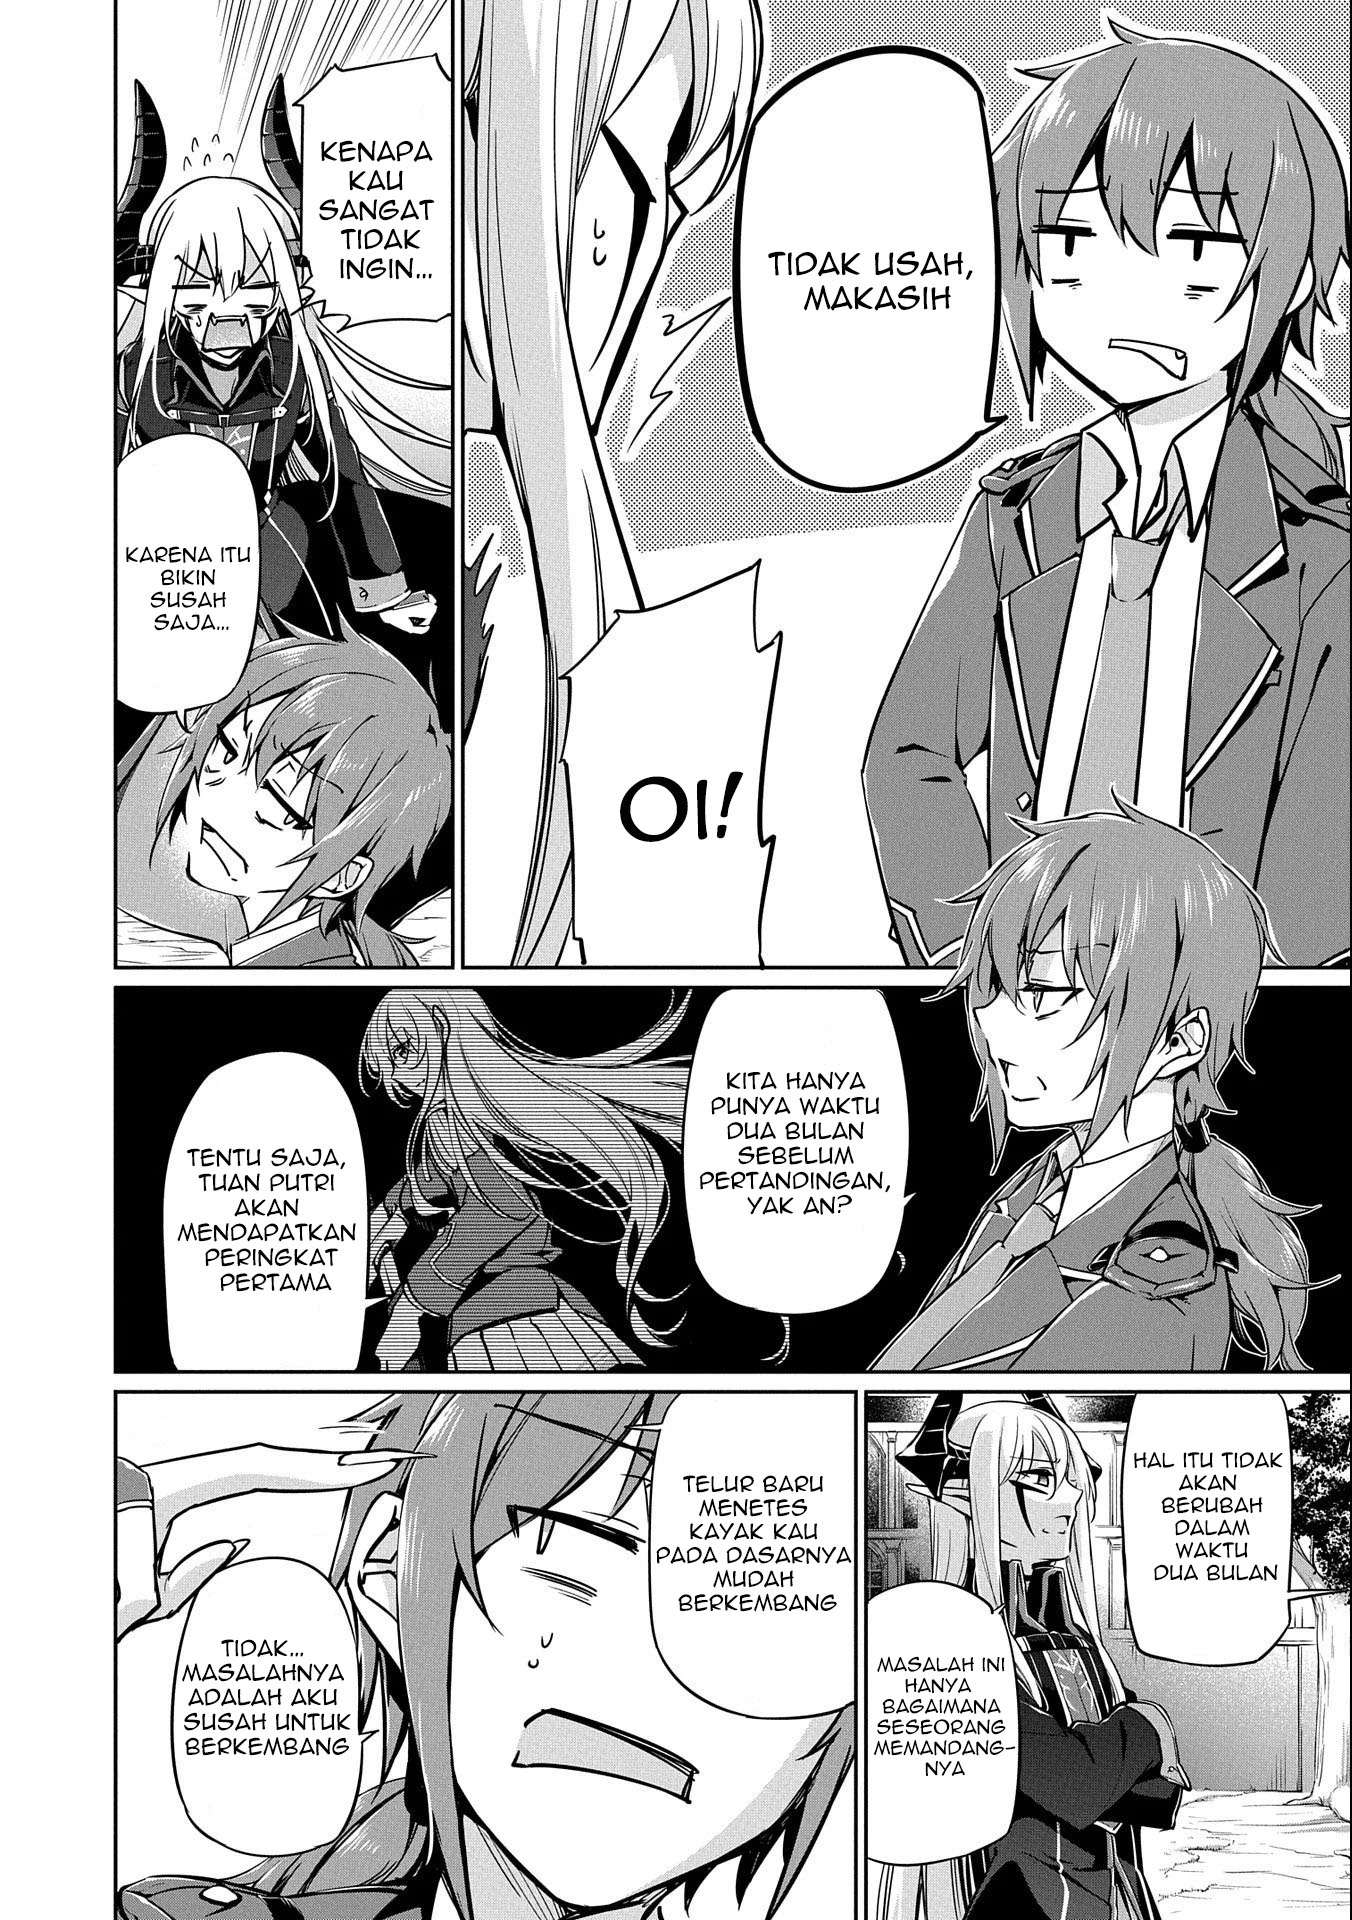 TIDAK USAH,
MAKASIH
OI!
KENAPA
KAU
SANGAT
TIDAK
INGIN...
KARENA ITU
BIKIN
SUSAH
SAJA...
KITA HANYA
PUNYA WAKTU
DUA BULAN
SEBELUM
PERTANDINGAN,
YAK AN?
TENTU SAJA,
TUAN PUTRI
AKAN
MENDAPATKAN
PERINGKAT
PERTAMA
HAL ITU TIDAK
AKAN
BERUBAH
DALAM
WAKTU
DUA BULAN
MASALAH INI
HANYA
BAGAIMANA
SESEORANG
MEMANDANG-
NYA
TELUR BARU
MENETES
KAYAK KAU
PADA DASARNYA
MUDAH
BERKEMBANG
TIDAK...
MASALAHNYA
ADALAH AKU
SUSAH UNTUK
BERKEMBANG